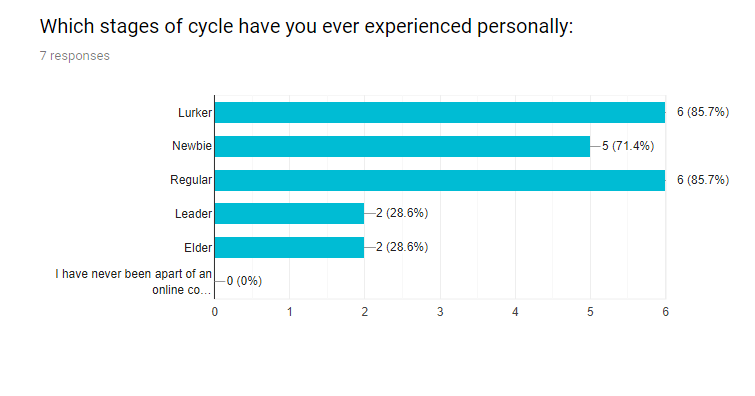 Which stages of cycle have you ever experienced personally:
7 responses
Lurker 6 (85.7%)
Newbie 5 (71.4%)
Regular 6 (85.7%)
Leader 2 (28.6%)
Elder 2 (28.6%)
I have never been apart of an
online co... 0 (0%)
0 1 2 3 4 5 6